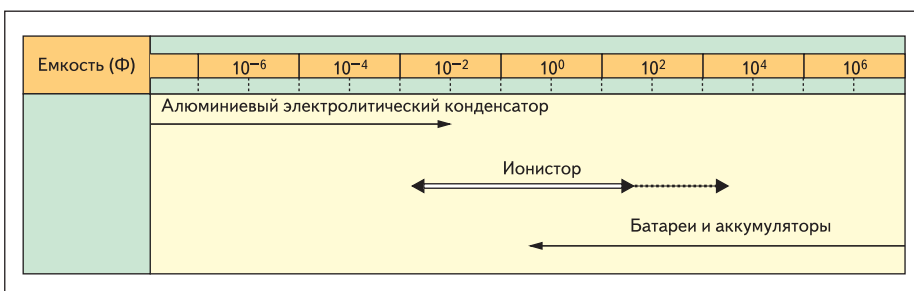 Емкость (Ф) 10⁻⁶ 10⁻⁴ 10⁻² 10⁰ 10² 10⁴ 10⁶
Алюминиевый электролитический конденсатор
Ионистор
Батареи и аккумуляторы